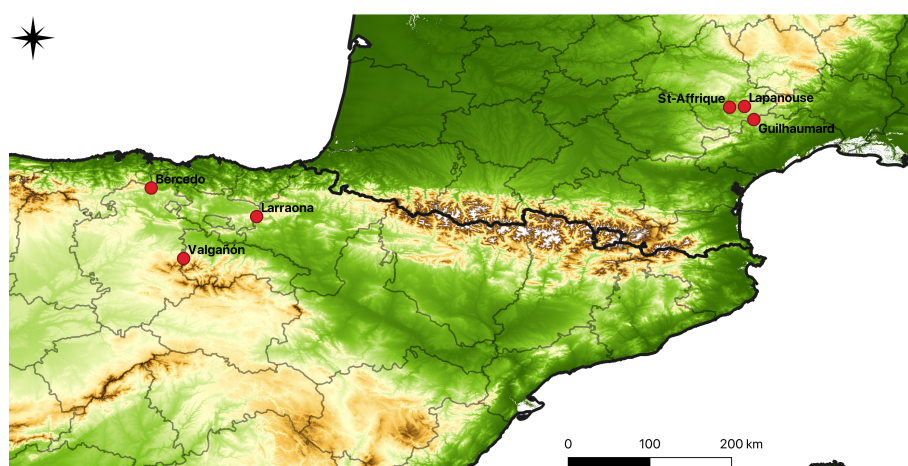 St-Affrique
Lapanouse
Guilhaumard
Bercedo
Larraona
Valgañón
0 100 200 km